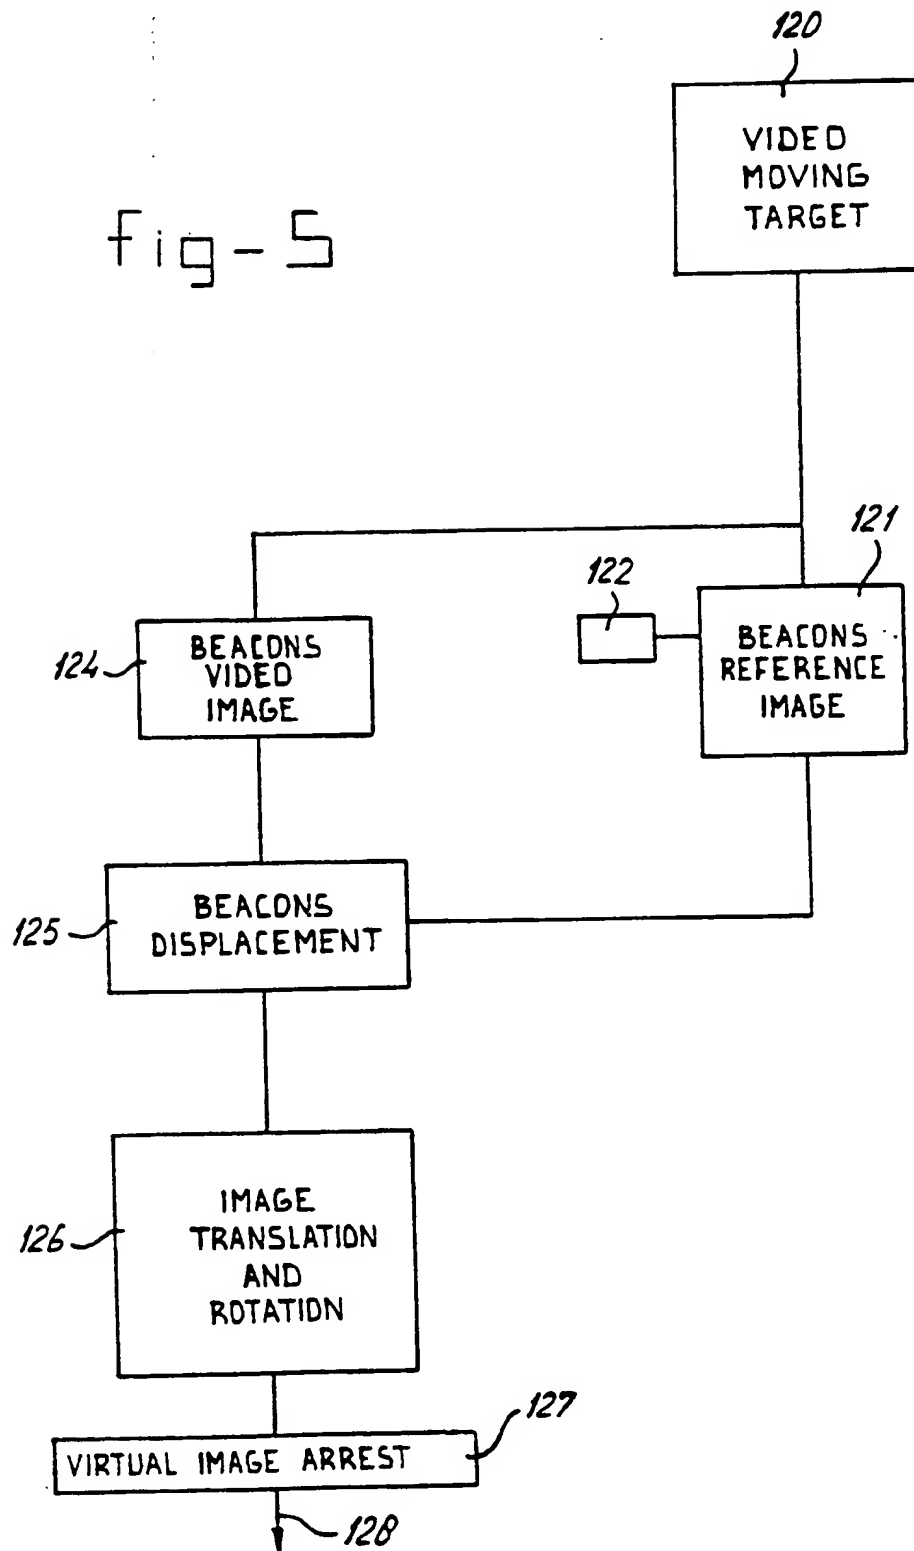 120
VIDEO
MOVING
TARGET
fig-5
121
122
BEACONS
REFERENCE
IMAGE
124
BEACONS
VIDEO
IMAGE
125
BEACONS
DISPLACEMENT
126
IMAGE
TRANSLATION
AND
ROTATION
127
VIRTUAL IMAGE ARREST
128